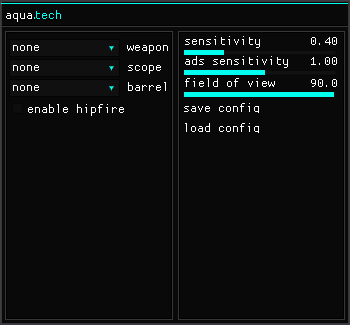 aqua.tech
none weapon
none scope
none barrel
enable hipfire
sensitivity 0.40
ads sensitivity 1.00
field of view 90.0
save config
load config